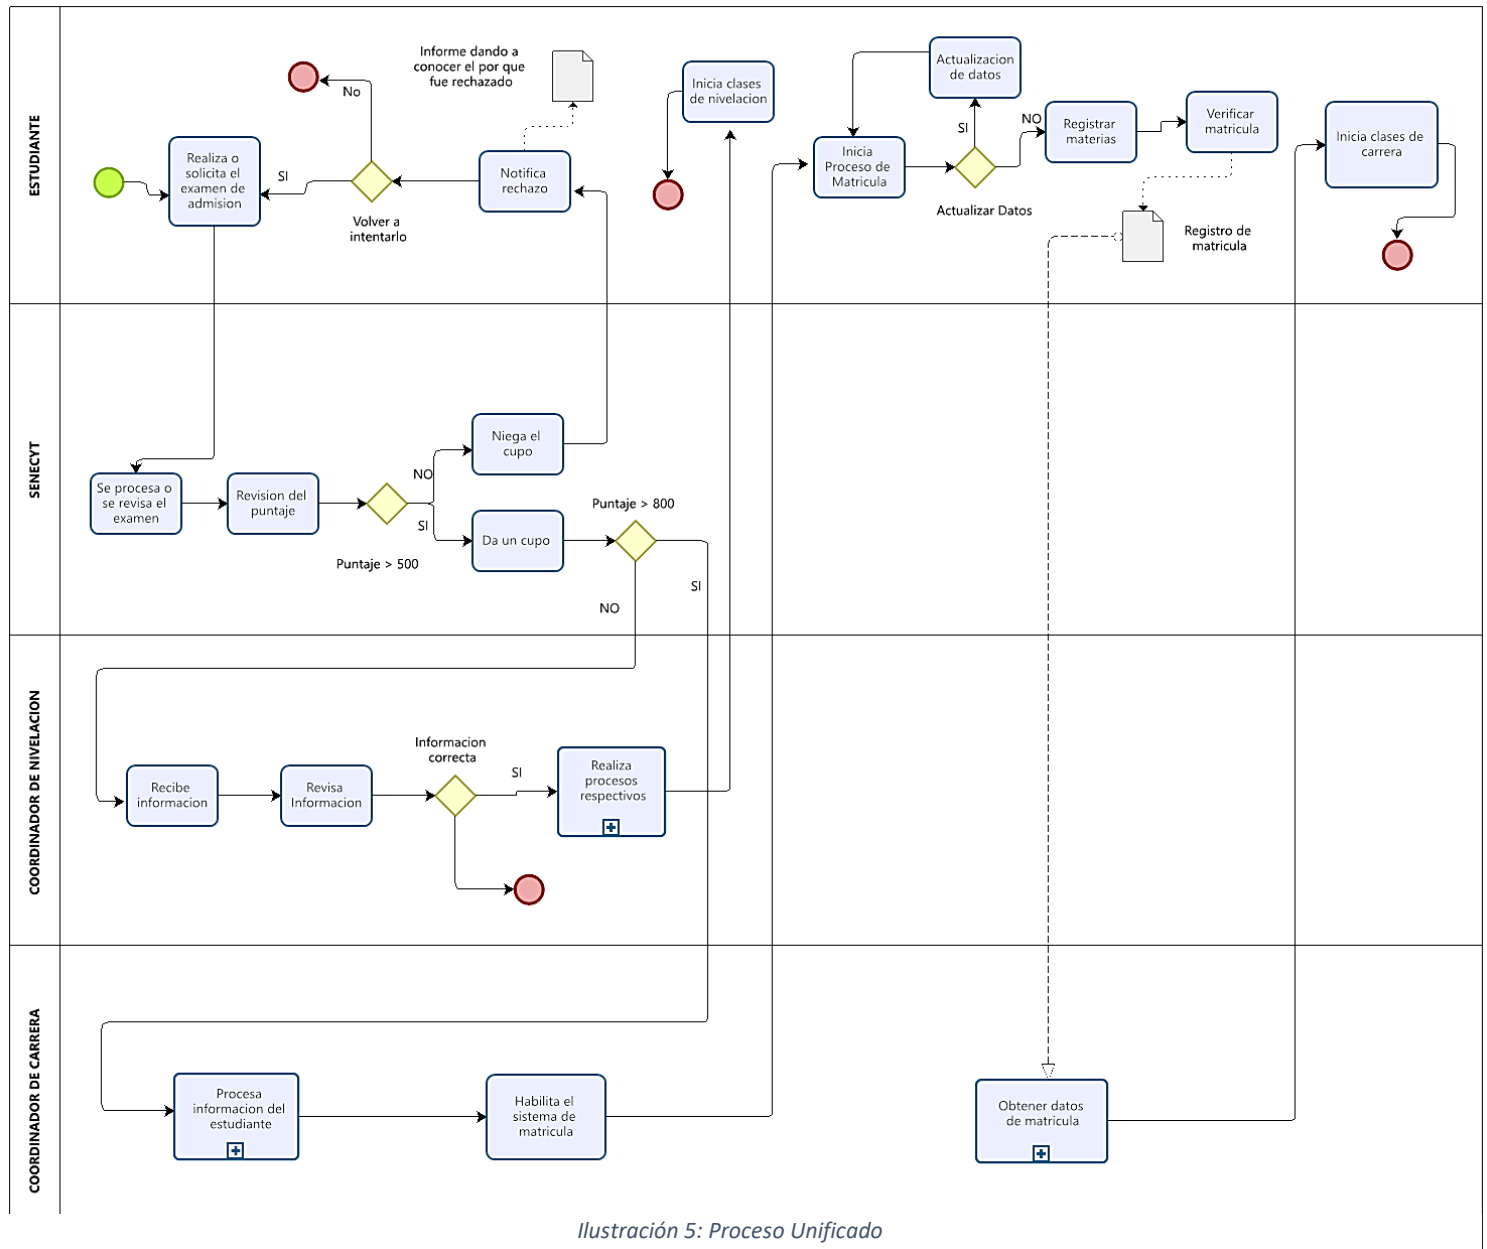 ESTUDIANTE
Informe dando a
conocer el por que
fue rechazado
No
Realiza o
solicita el
examen de
admision
SI
Volver a
intentarlo
Notifica
rechazo
Inicia clases
de nivelacion
Actualizacion
de datos
Inicia
Proceso de
Matricula
SI
NO
Actualizar Datos
Registrar
materias
Verificar
matricula
Registro de
matricula
Inicia clases de
carrera
SENECYT
Se procesa o
se revisa el
examen
Revision del
puntaje
Puntaje > 500
NO
SI
Niega el
cupo
Da un cupo
Puntaje > 800
SI
NO
COORDINADOR DE NIVELACION
Recibe
informacion
Revisa
Informacion
Informacion
correcta
SI
Realiza
procesos
respectivos
COORDINADOR DE CARRERA
Procesa
informacion del
estudiante
Habilita el
sistema de
matricula
Obtener datos
de matricula
Ilustración 5: Proceso Unificado